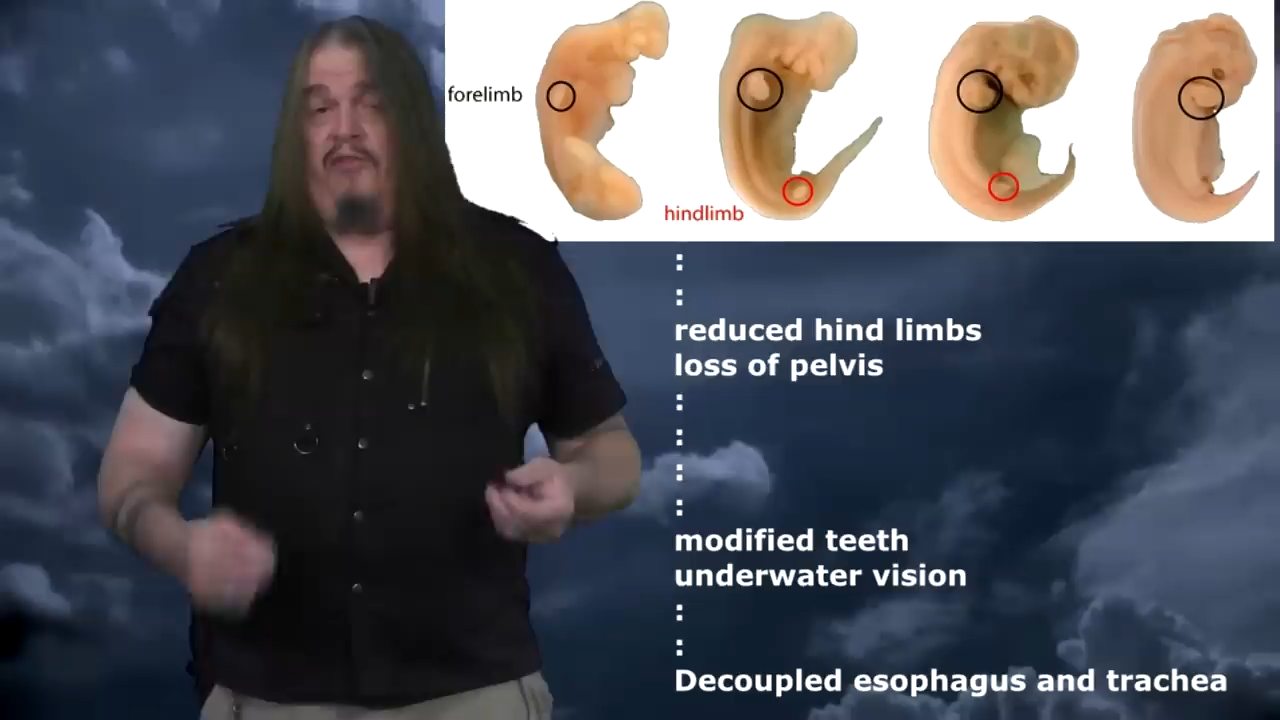 forelimb
hindlimb
:
:
reduced hind limbs
loss of pelvis
:
:
:
:
modified teeth
underwater vision
:
:
Decoupled esophagus and trachea